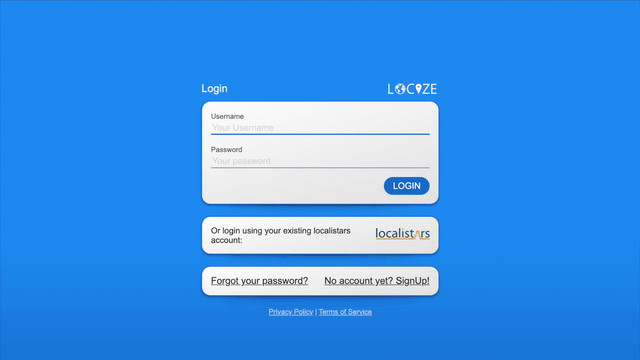 Login
LOCIZE
Username
Your Username
Password
Your password
LOGIN
Or login using your existing localistars
account:
localistars
Forgot your password? No account yet? SignUp!
Privacy Policy | Terms of Service